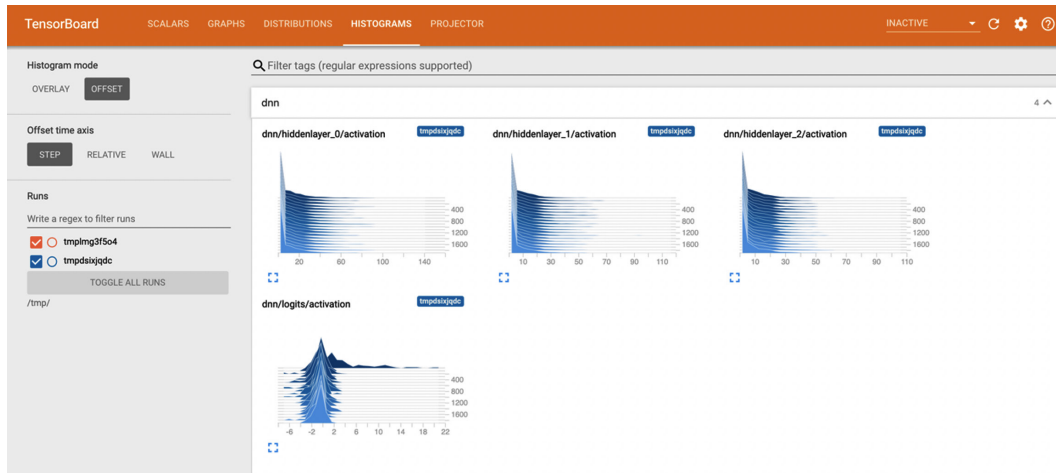 TensorBoard SCALARS GRAPHS DISTRIBUTIONS HISTOGRAMS PROJECTOR INACTIVE
Histogram mode
OVERLAY OFFSET
Offset time axis
STEP RELATIVE WALL
Runs
Write a regex to filter runs
tmplmg3f5o4
tmpdsixjqdc
TOGGLE ALL RUNS
/tmp/
Filter tags (regular expressions supported)
dnn 4
dnn/hiddenlayer_0/activation tmpdsixjqdc
400
800
1200
1600
20 60 100 140
dnn/hiddenlayer_1/activation tmpdsixjqdc
400
800
1200
1600
10 30 50 70 90 110
dnn/hiddenlayer_2/activation tmpdsixjqdc
400
800
1200
1600
10 30 50 70 90 110
dnn/logits/activation tmpdsixjqdc
400
800
1200
1600
-6 -2 2 6 10 14 18 22